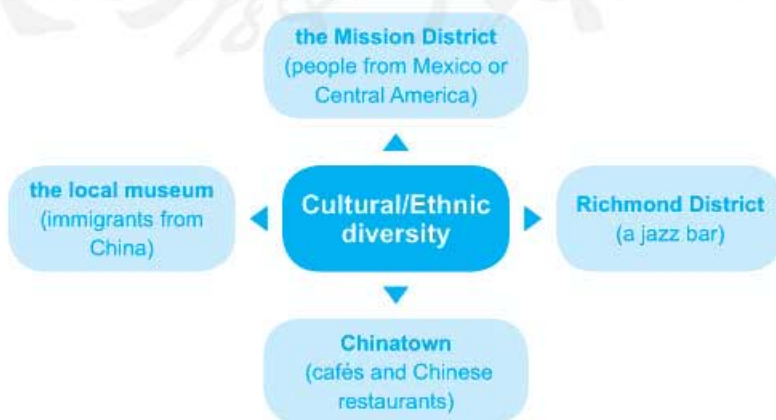 the Mission District
(people from Mexico or
Central America)
the local museum
(immigrants from
China)
Cultural/Ethnic
diversity
Richmond District
(a jazz bar)
Chinatown
(cafés and Chinese
restaurants)